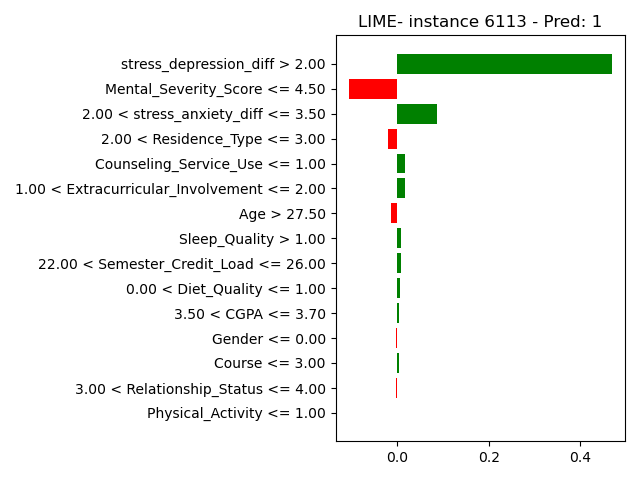 LIME- instance 6113 - Pred: 1
stress_depression_diff > 2.00
Mental_Severity_Score <= 4.50
2.00 < stress_anxiety_diff <= 3.50
2.00 < Residence_Type <= 3.00
Counseling_Service_Use <= 1.00
1.00 < Extracurricular_Involvement <= 2.00
Age > 27.50
Sleep_Quality > 1.00
22.00 < Semester_Credit_Load <= 26.00
0.00 < Diet_Quality <= 1.00
3.50 < CGPA <= 3.70
Gender <= 0.00
Course <= 3.00
3.00 < Relationship_Status <= 4.00
Physical_Activity <= 1.00
0.0 0.2 0.4